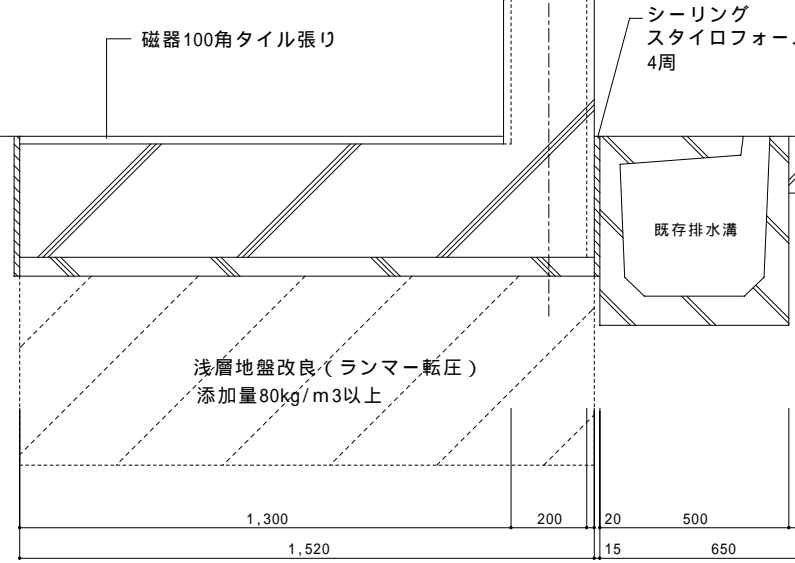 シーリング
スタイロフォー
4周
磁器100角タイル張り
既存排水溝
浅層地盤改良（ランマー転圧）
添加量80kg/m3以上
1,300
200
20
500
1,520
15
650